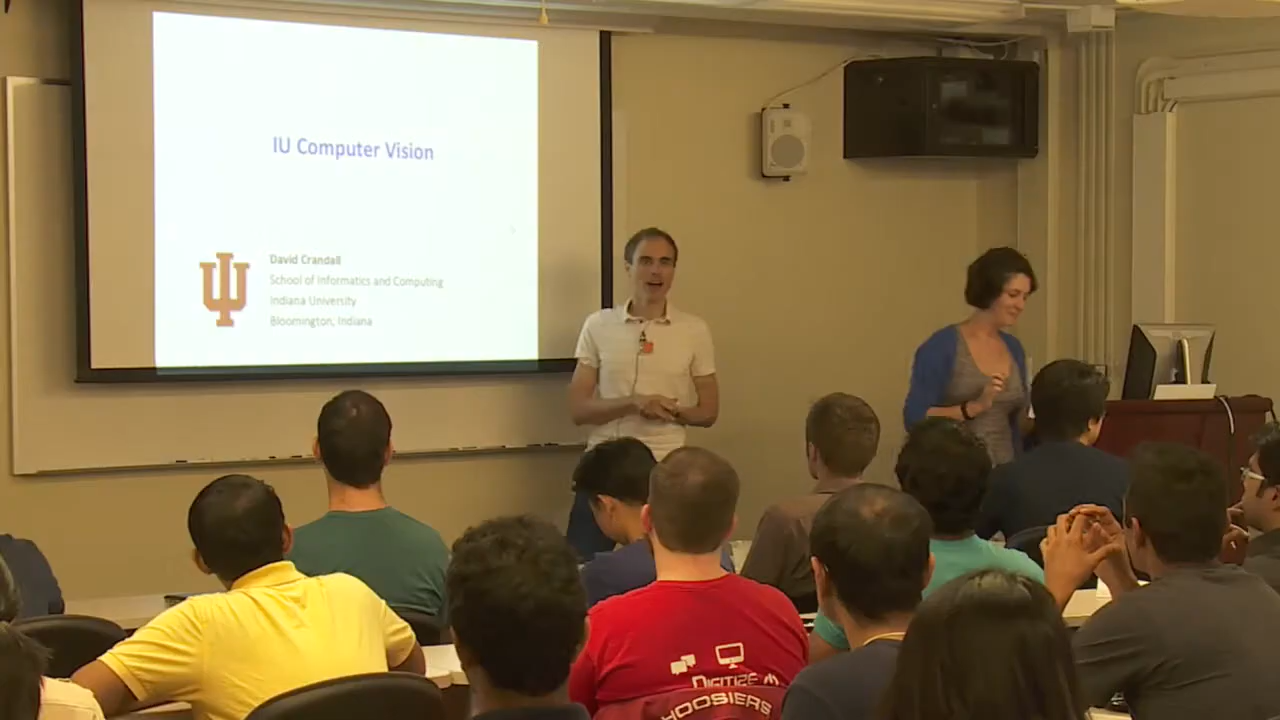 IU Computer Vision
David Crandall
School of Informatics and Computing
Indiana University
Bloomington, Indiana
DIGITIZE
HOOSIERS